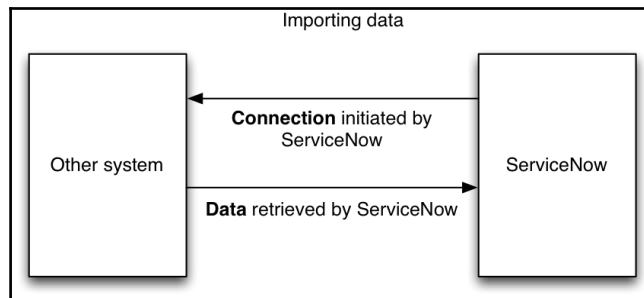 Importing data
Connection initiated by
ServiceNow
Other system
ServiceNow
Data retrieved by ServiceNow